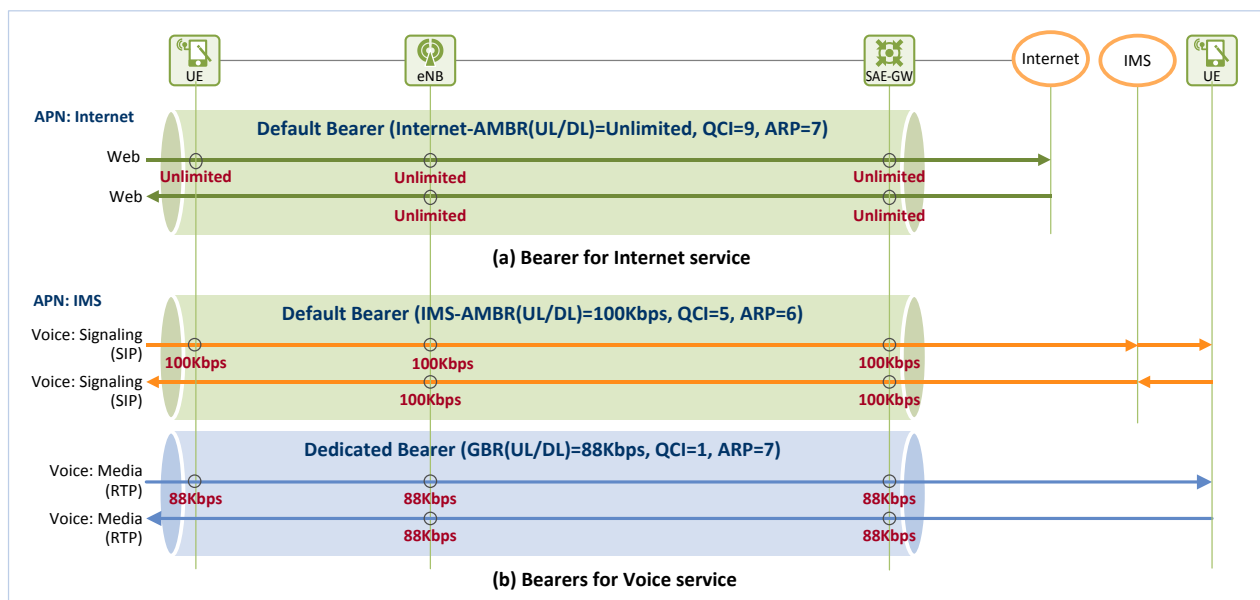 UE
eNB
SAE-GW
Internet
IMS
UE
APN: Internet
Default Bearer (Internet-AMBR(UL/DL)=Unlimited, QCI=9, ARP=7)
Web
Unlimited
Unlimited
Unlimited
Web
Unlimited
Unlimited
(a) Bearer for Internet service
APN: IMS
Default Bearer (IMS-AMBR(UL/DL)=100Kbps, QCI=5, ARP=6)
Voice: Signaling
(SIP)
100Kbps
100Kbps
100Kbps
Voice: Signaling
(SIP)
100Kbps
100Kbps
Dedicated Bearer (GBR(UL/DL)=88Kbps, QCI=1, ARP=7)
Voice: Media
(RTP)
88Kbps
88Kbps
88Kbps
Voice: Media
(RTP)
88Kbps
88Kbps
(b) Bearers for Voice service